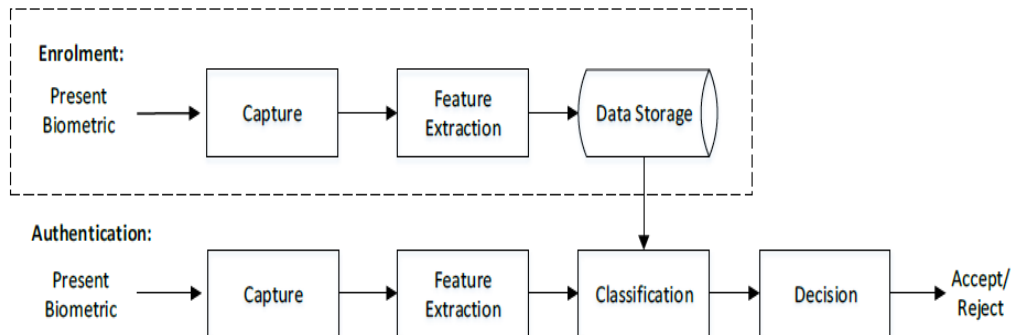 Enrolment:
Present
Biometric
Capture
Feature
Extraction
Data Storage
Authentication:
Present
Biometric
Capture
Feature
Extraction
Classification
Decision
Accept/
Reject